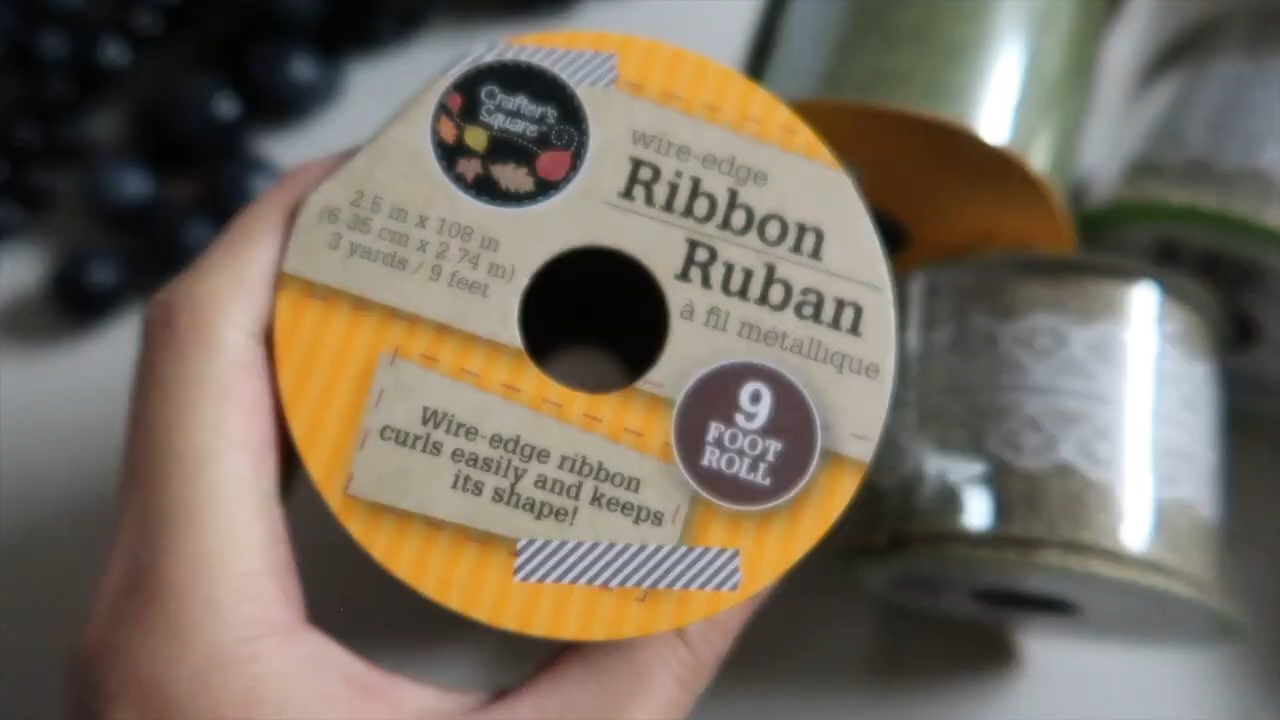 Crafter's
Square
wire-edge
Ribbon
Ruban
à fil métallique
2.5 in x 108 in
(6.35 cm x 2.74 m)
3 yards / 9 feet
9
FOOT
ROLL
Wire-edge ribbon
curls easily and keeps
its shape!